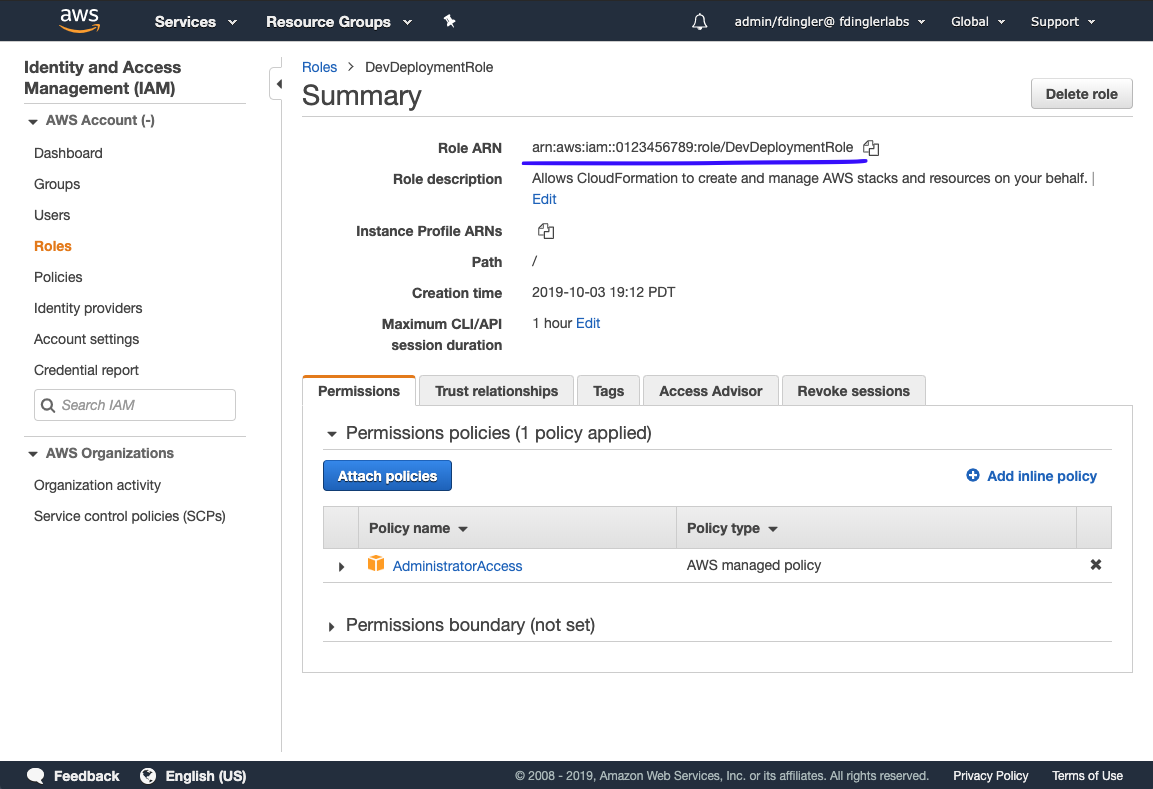 aws Services Resource Groups admin/fdingler@ fdinglerlabs Global Support
Identity and Access
Management (IAM)
AWS Account (-)
Dashboard
Groups
Users
Roles
Policies
Identity providers
Account settings
Credential report
Search IAM
AWS Organizations
Organization activity
Service control policies (SCPs)
Roles > DevDeploymentRole
Summary
Delete role
Role ARN arn:aws:iam::0123456789:role/DevDeploymentRole
Role description Allows CloudFormation to create and manage AWS stacks and resources on your behalf. |
Edit
Instance Profile ARNs
Path /
Creation time 2019-10-03 19:12 PDT
Maximum CLI/API 1 hour Edit
session duration
Permissions Trust relationships Tags Access Advisor Revoke sessions
Permissions policies (1 policy applied)
Attach policies Add inline policy
Policy name Policy type
AdministratorAccess AWS managed policy
Permissions boundary (not set)
Feedback English (US) © 2008 - 2019, Amazon Web Services, Inc. or its affiliates. All rights reserved. Privacy Policy Terms of Use